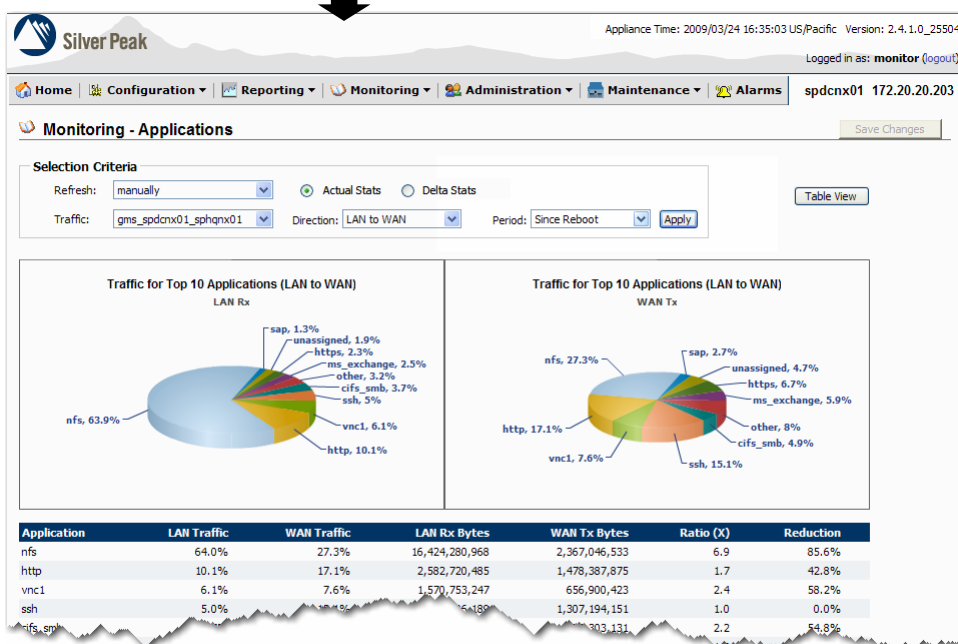 Appliance Time: 2009/03/24 16:35:03 US/Pacific Version: 2.4.1.0_25504
Silver Peak
Logged in as: monitor (logout)
Home | Configuration | Reporting | Monitoring | Administration | Maintenance | Alarms spdcnx01 172.20.20.203
Monitoring - Applications Save Changes
Selection Criteria
Refresh: manually Actual Stats Delta Stats
Table View
Traffic: gms_spdcnx01_sphqnx01 Direction: LAN to WAN Period: Since Reboot Apply
Traffic for Top 10 Applications (LAN to WAN)
LAN Rx
sap, 1.3%
unassigned, 1.9%
https, 2.3%
ms_exchange, 2.5%
other, 3.2%
cifs_smb, 3.7%
ssh, 5%
nfs, 63.9%
vnc1, 6.1%
http, 10.1%
Traffic for Top 10 Applications (LAN to WAN)
WAN Tx
nfs, 27.3%
sap, 2.7%
unassigned, 4.7%
https, 6.7%
ms_exchange, 5.9%
http, 17.1%
other, 8%
cifs_smb, 4.9%
vnc1, 7.6%
ssh, 15.1%
Application LAN Traffic WAN Traffic LAN Rx Bytes WAN Tx Bytes Ratio (X) Reduction
nfs 64.0% 27.3% 16,424,280,968 2,367,046,533 6.9 85.6%
http 10.1% 17.1% 2,582,720,485 1,478,387,875 1.7 42.8%
vnc1 6.1% 7.6% 1,570,753,247 656,900,423 2.4 58.2%
ssh 5.0% 1,307,194,151 1.0 0.0%
2.2 54.8%